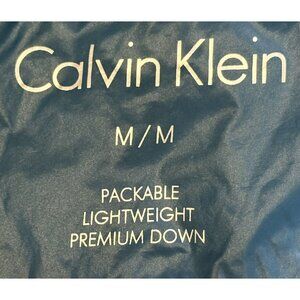 Calvin Klein
M/M
PACKABLE
LIGHTWEIGHT
PREMIUM DOWN